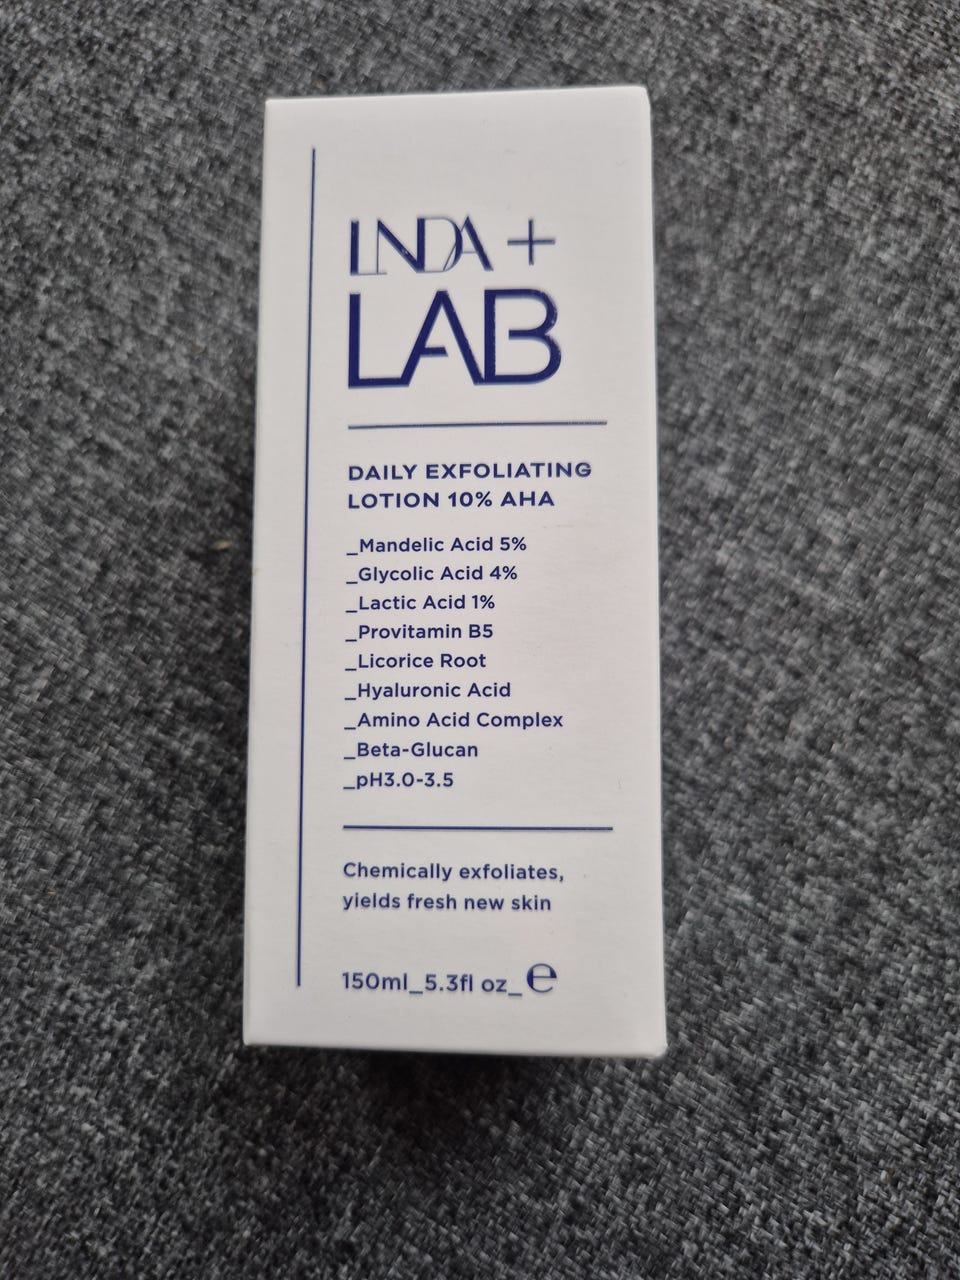 LINDA +
LAB
DAILY EXFOLIATING
LOTION 10% AHA
_Mandelic Acid 5%
_Glycolic Acid 4%
_Lactic Acid 1%
_Provitamin B5
_Licorice Root
_Hyaluronic Acid
_Amino Acid Complex
_Beta-Glucan
_pH3.0-3.5
Chemically exfoliates,
yields fresh new skin
150ml_5.3fl oz_℮